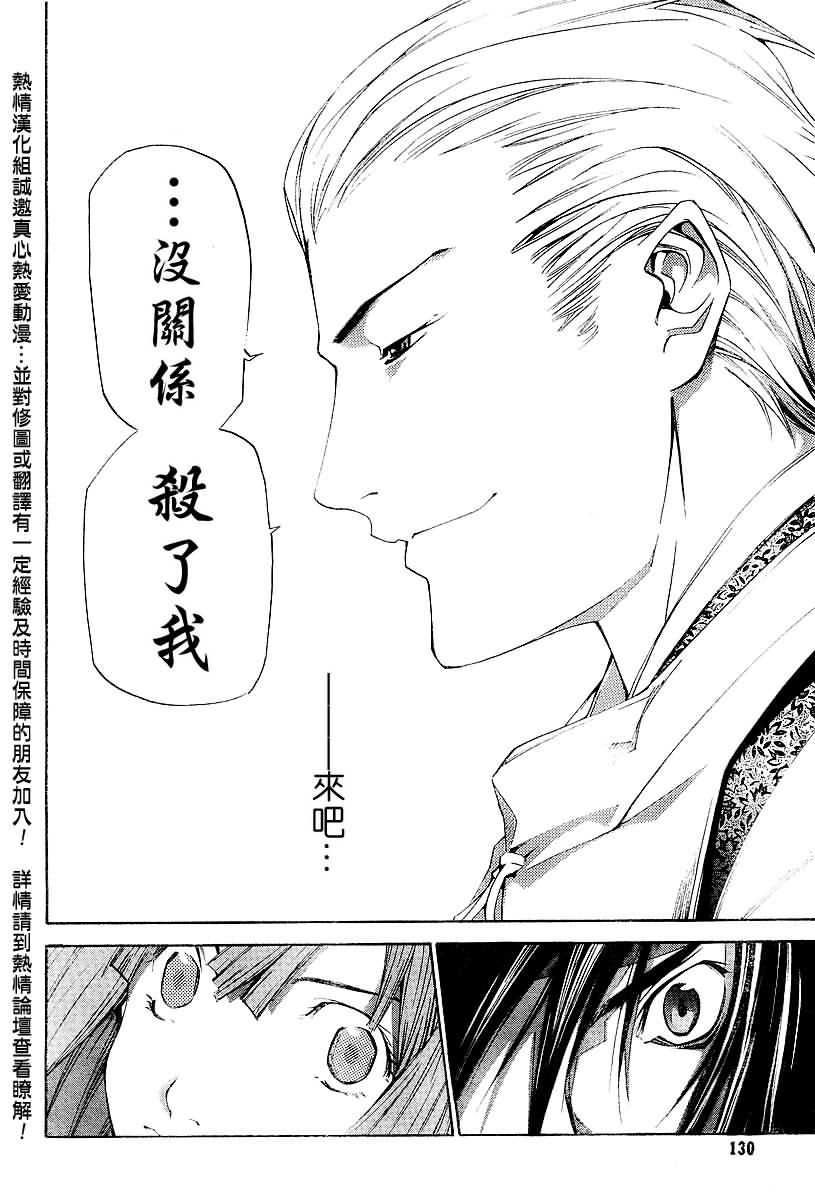 …沒關係
殺了我
——來吧…
熱情漢化組誠邀真心熱愛動漫…並對修圖或翻譯有一定經驗及時間保障的朋友加入！ 詳情請到熱情論壇查看瞭解！
130